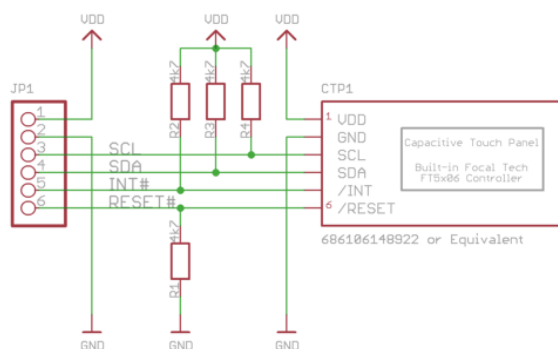 VDD VDD VDD
JP1 CTP1
4k7 4k7 4k7
R2 R3 R4
1 1 VDD
2 GND
3 SCL SCL
4 SDA SDA
5 INT# /INT
6 RESET# 6 /RESET
Capacitive Touch Panel
Built-in Focal Tech
FT5x06 Controller
686106148922 or Equivalent
4k7
R1
GND GND GND